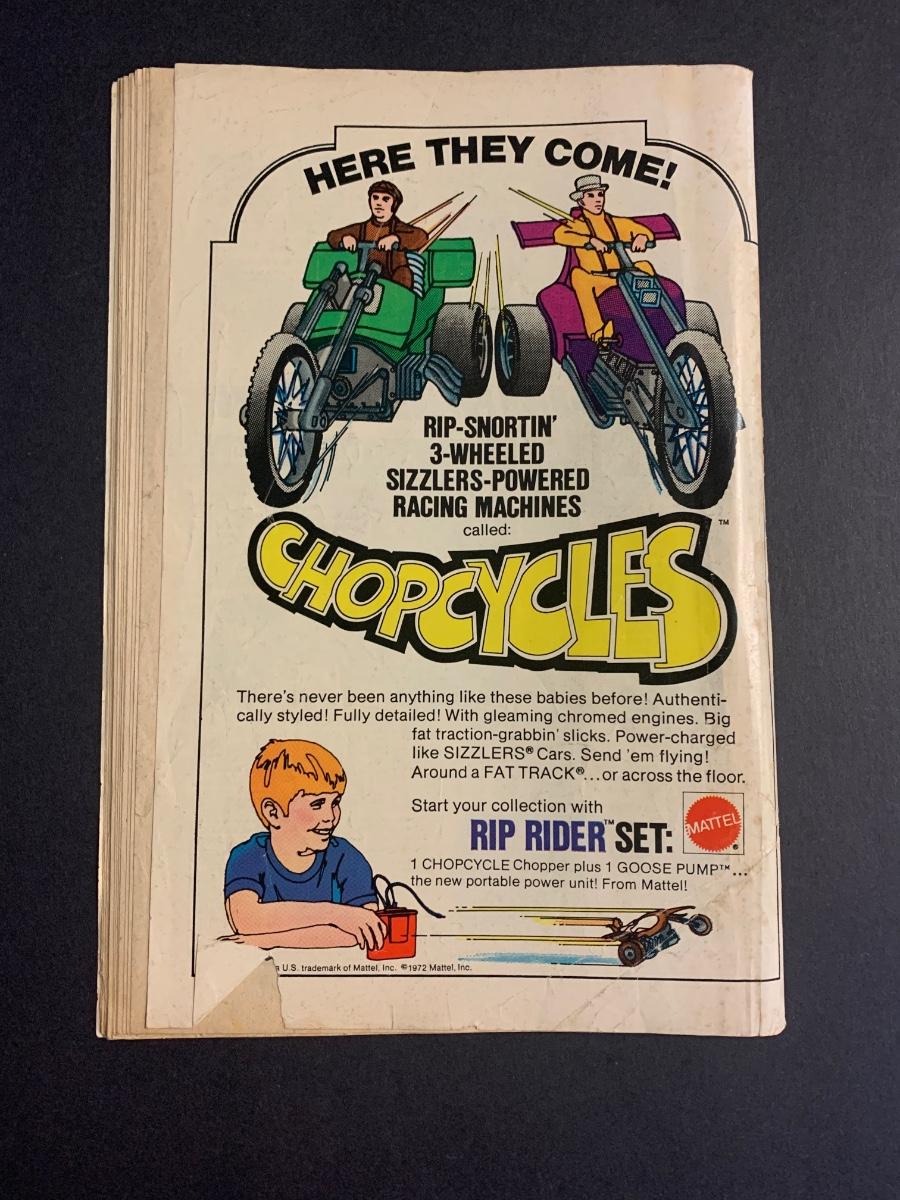 HERE THEY COME!
RIP-SNORTIN'
3-WHEELED
SIZZLERS-POWERED
RACING MACHINES
called:
CHOPCYCLES™
There's never been anything like these babies before! Authenti-
cally styled! Fully detailed! With gleaming chromed engines. Big
fat traction-grabbin' slicks. Power-charged
like SIZZLERS® Cars. Send 'em flying!
Around a FAT TRACK®...or across the floor.
Start your collection with
RIP RIDER™ SET:
MATTEL®
1 CHOPCYCLE Chopper plus 1 GOOSE PUMP™...
the new portable power unit! From Mattel!
U.S. trademark of Mattel, Inc. ©1972 Mattel, Inc.